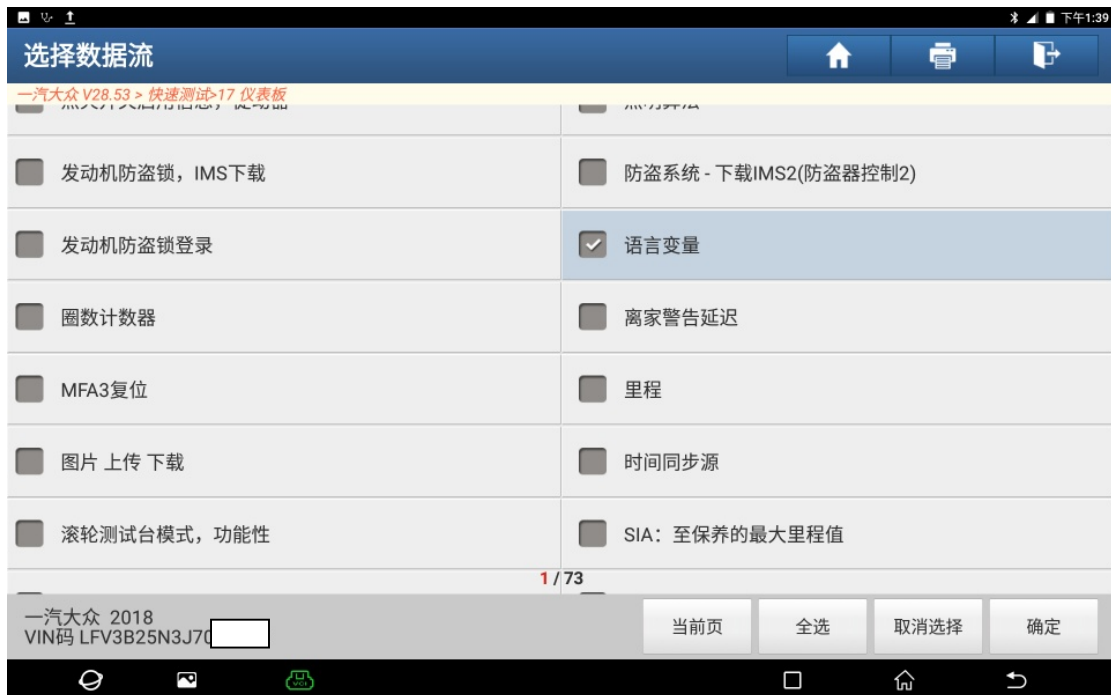 下午1:39
选择数据流
一汽大众 V28.53 > 快速测试>17 仪表板
发动机防盗锁，IMS下载
防盗系统 - 下载IMS2(防盗器控制2)
发动机防盗锁登录
语言变量
圈数计数器
离家警告延迟
MFA3复位
里程
图片 上传 下载
时间同步源
滚轮测试台模式，功能性
SIA：至保养的最大里程值
1 / 73
一汽大众 2018
VIN码 LFV3B25N3J70
当前页
全选
取消选择
确定
VCI